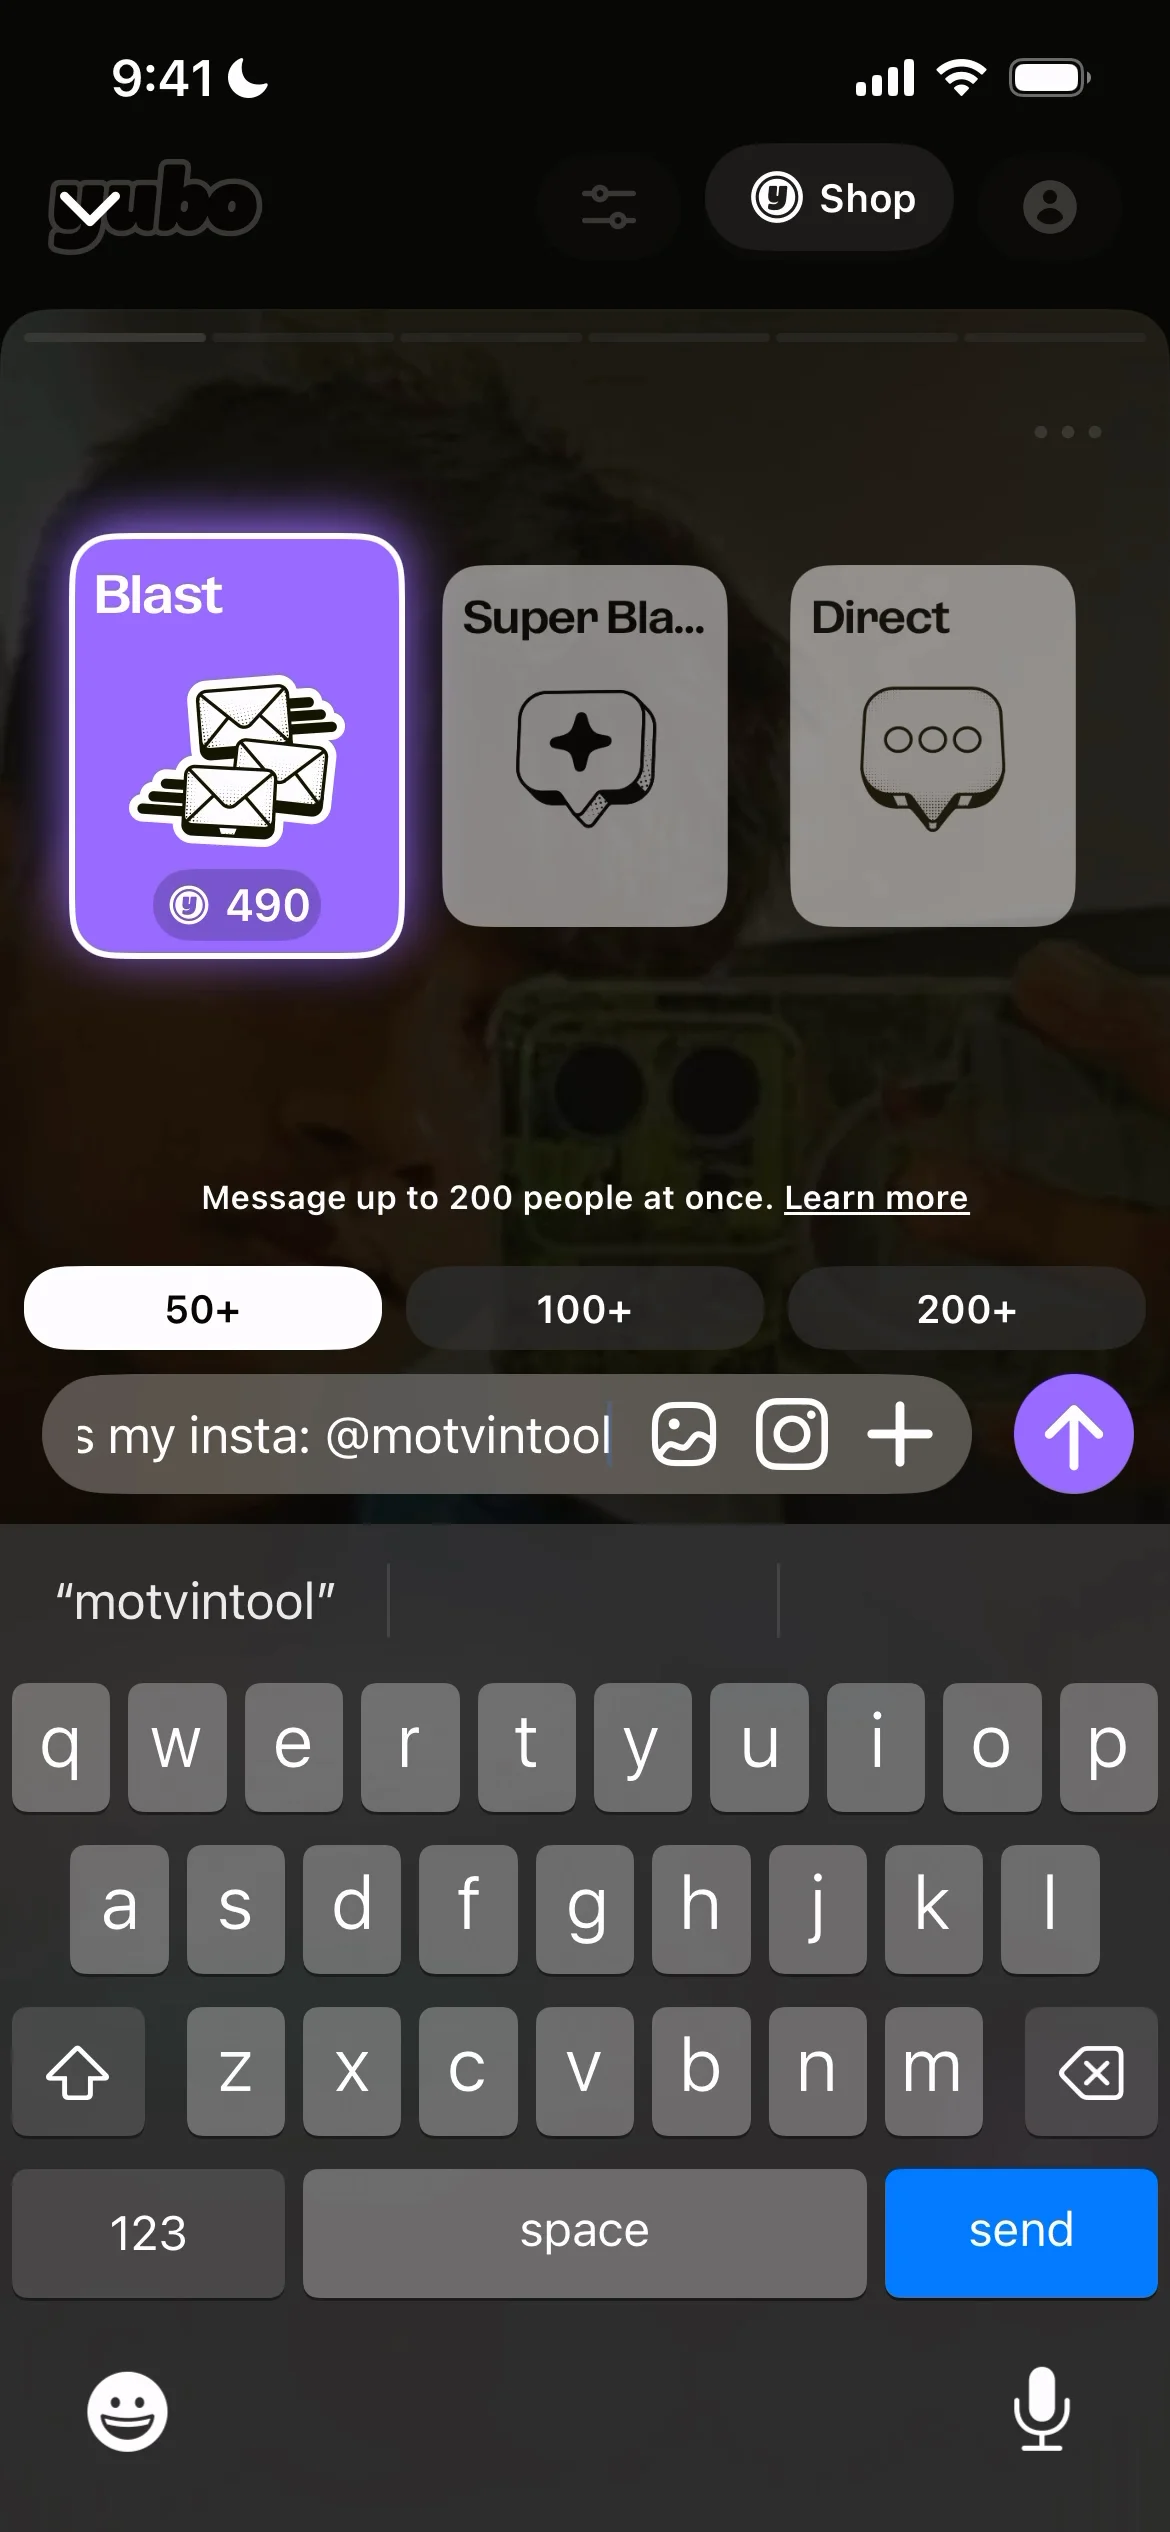 9:41
yubo
Shop
Blast
490
Super Bla...
Direct
Message up to 200 people at once. Learn more
50+
100+
200+
s my insta: @motvintool
“motvintool”
q w e r t y u i o p
a s d f g h j k l
z x c v b n m
123
space
send